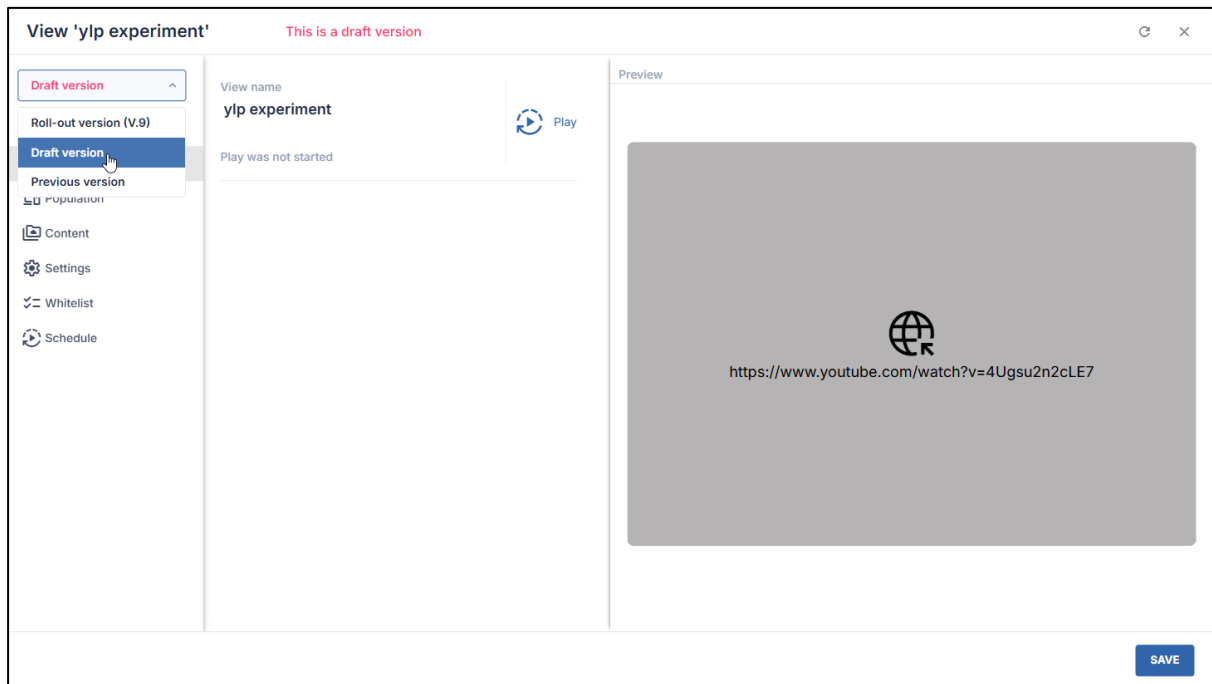 View 'ylp experiment'
This is a draft version
Draft version
Roll-out version (V.9)
Draft version
Previous version
Population
Content
Settings
Whitelist
Schedule
View name
ylp experiment
Play
Play was not started
Preview
https://www.youtube.com/watch?v=4Ugsu2n2cLE7
SAVE